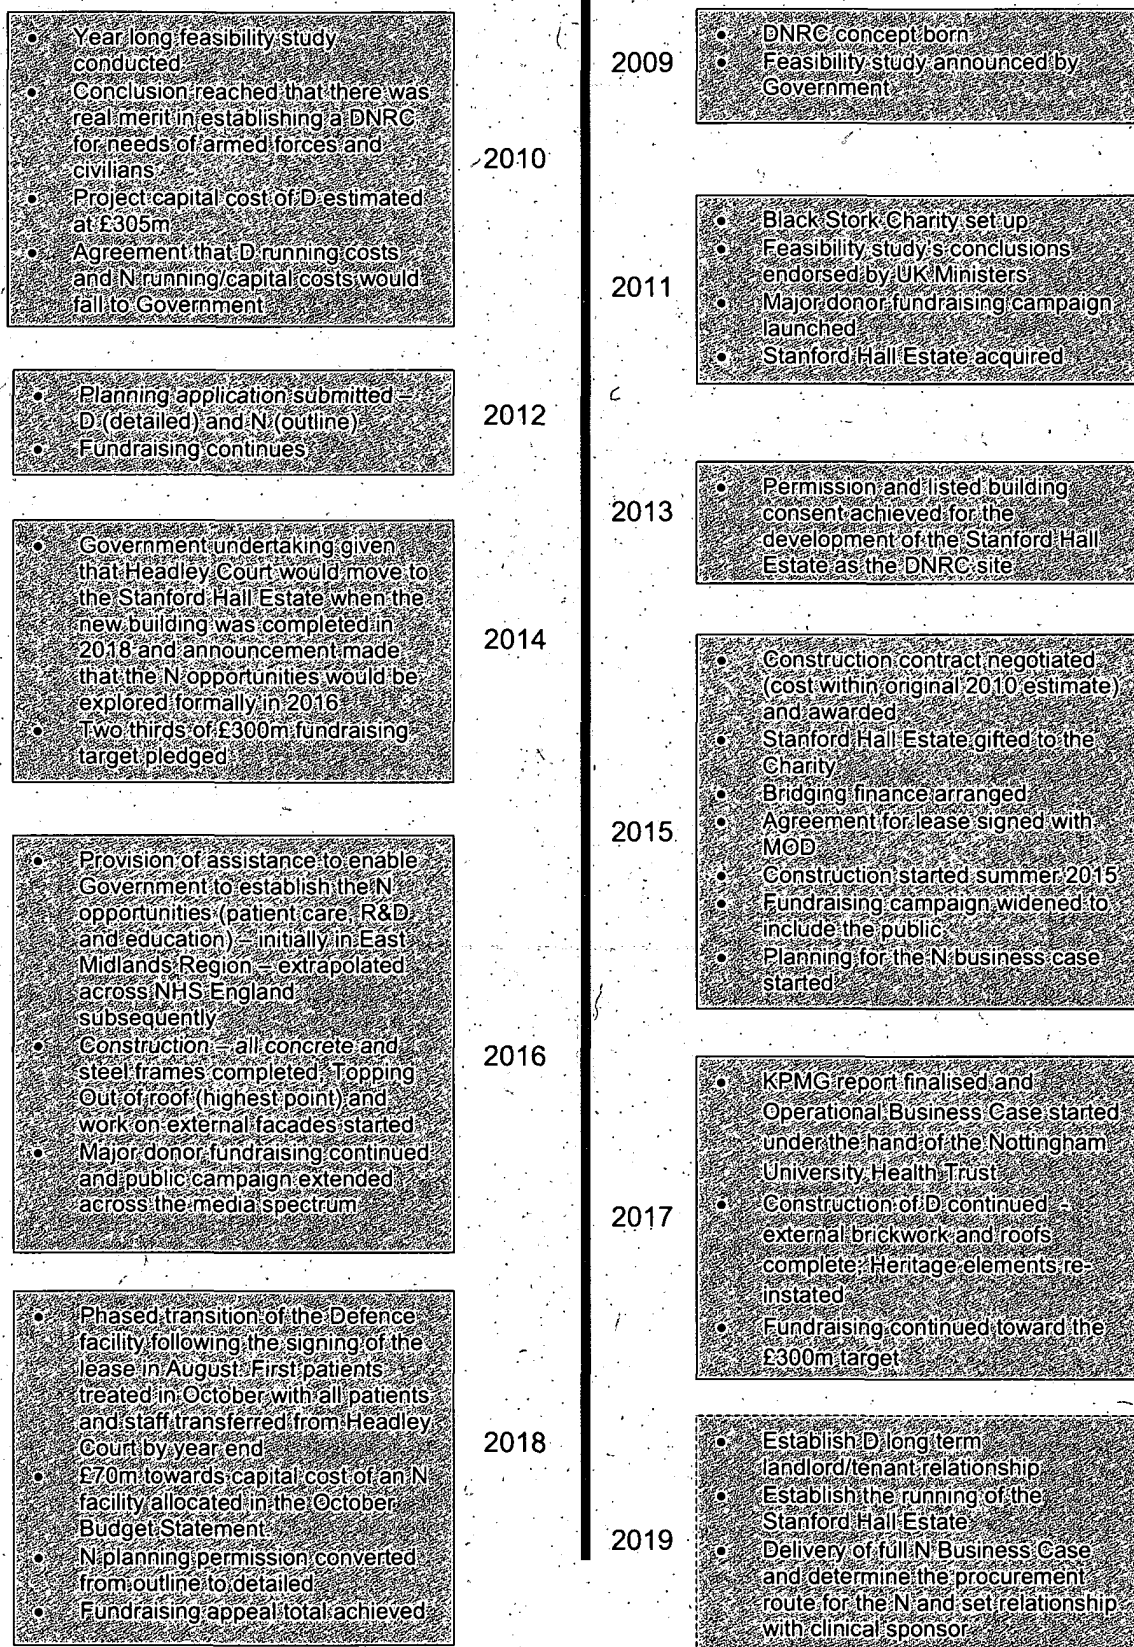 2009
• DNRC concept born
• Feasibility study announced by
Government
• Year long feasibility study
conducted
• Conclusion reached that there was
real merit in establishing a DNRC
for needs of armed forces and
civilians
• Project capital cost of D estimated
at £305m
• Agreement that D running costs
and N running/capital costs would
fall to Government
2010
2011
• Black Stork Charity set up
• Feasibility study's conclusions
endorsed by UK Ministers
• Major donor fundraising campaign
launched
• Stanford Hall Estate acquired
• Planning application submitted –
D (detailed) and N (outline)
• Fundraising continues
2012
2013
• Permission and listed building
consent achieved for the
development of the Stanford Hall
Estate as the DNRC site
• Government undertaking given
that Headley Court would move to
the Stanford Hall Estate when the
new building was completed in
2018 and announcement made
that the N opportunities would be
explored formally in 2016
• Two thirds of £300m fundraising
target pledged
2014
2015
• Construction contract negotiated
(cost within original 2010 estimate)
and awarded
• Stanford Hall Estate gifted to the
Charity
• Bridging finance arranged
• Agreement for lease signed with
MOD
• Construction started summer 2015
• Fundraising campaign widened to
include the public
• Planning for the N business case
started
• Provision of assistance to enable
Government to establish the N
opportunities (patient care, R&D
and education) – initially in East
Midlands Region – extrapolated
across NHS England
subsequently
• Construction – all concrete and
steel frames completed. Topping
Out of roof (highest point) and
work on external facades started
• Major donor fundraising continued
and public campaign extended
across the media spectrum
2016
2017
• KPMG report finalised and
Operational Business Case started
under the hand of the Nottingham
University Health Trust
• Construction of D continued -
external brickwork and roofs
complete. Heritage elements re-
instated
• Fundraising continued toward the
£300m target
• Phased transition of the Defence
facility following the signing of the
lease in August. First patients
treated in October with all patients
and staff transferred from Headley
Court by year end
• £70m towards capital cost of an N
facility allocated in the October
Budget Statement
• N planning permission converted
from outline to detailed
• Fundraising appeal total achieved
2018
2019
• Establish D long term
landlord/tenant relationship
• Establish the running of the
Stanford Hall Estate
• Delivery of full N Business Case
and determine the procurement
route for the N and set relationship
with clinical sponsor